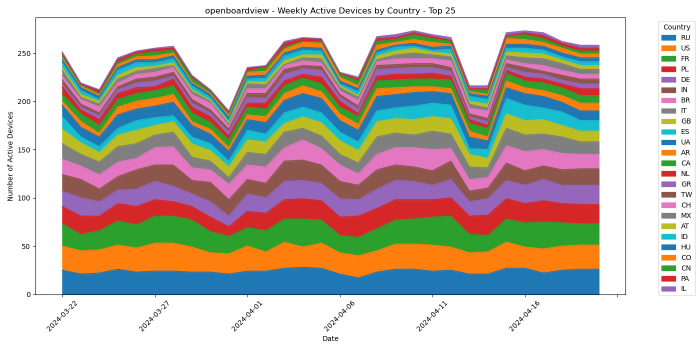 openboardview - Weekly Active Devices by Country - Top 25
Number of Active Devices
250
200
150
100
50
0
2024-03-22
2024-03-27
2024-04-01
2024-04-06
2024-04-11
2024-04-16
Date
Country
RU
US
FR
PL
DE
IN
BR
IT
GB
ES
UA
AR
CA
NL
GR
TW
CH
MX
AT
ID
HU
CO
CN
PA
IL